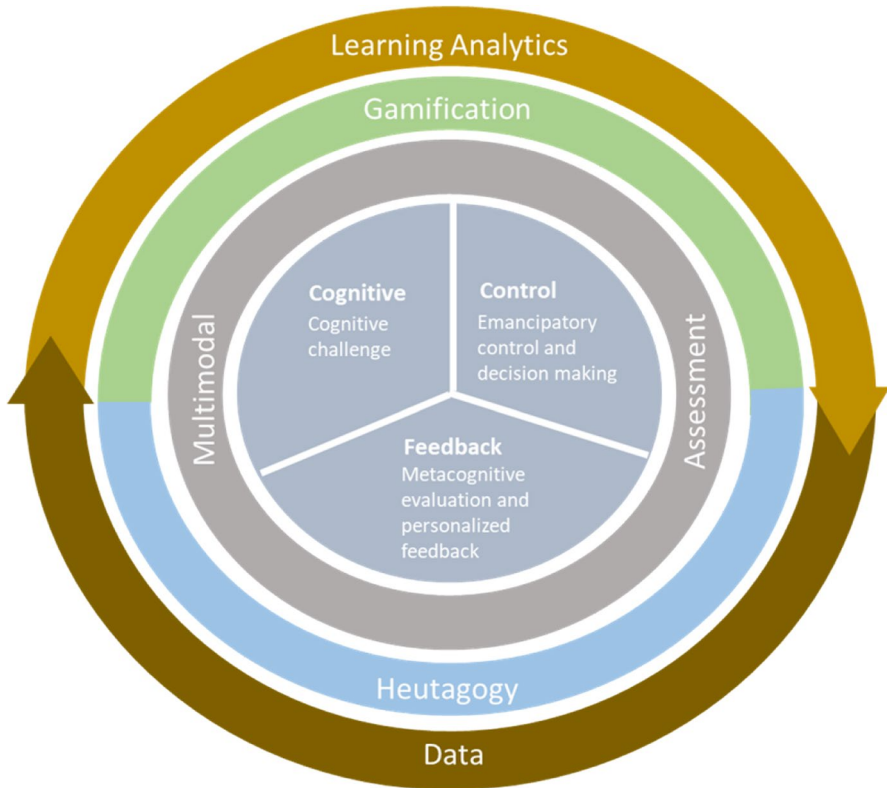 Learning Analytics
Gamification
Multimodal
Cognitive
Cognitive
challenge
Control
Emancipatory
control and
decision making
Assessment
Feedback
Metacognitive
evaluation and
personalized
feedback
Heutagogy
Data